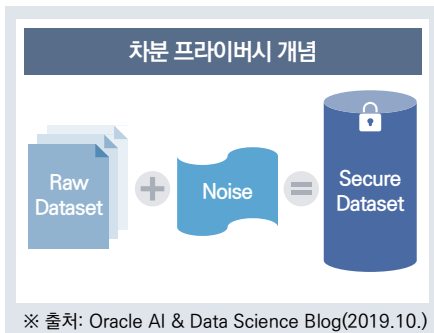 차분 프라이버시 개념
Raw
Dataset
+
Noise
=
Secure
Dataset
※ 출처: Oracle AI & Data Science Blog(2019.10.)